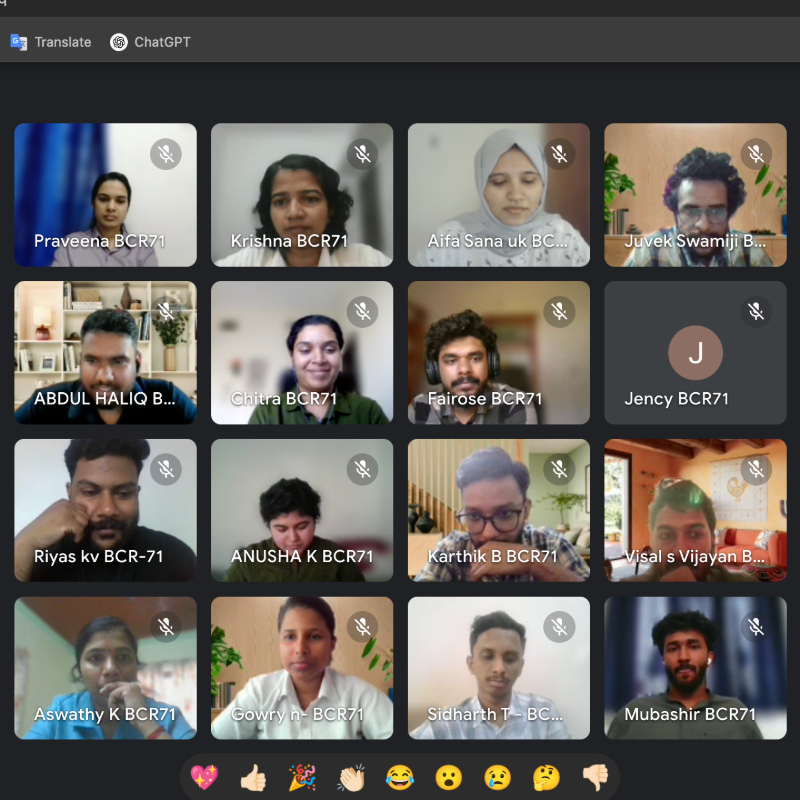 Translate ChatGPT
Praveena BCR71
Krishna BCR71
Aifa Sana uk BC...
Juvek Swamiji B...
ABDUL HALIQ B...
Chitra BCR71
Fairose BCR71
J
Jency BCR71
Riyas kv BCR-71
ANUSHA K BCR71
Karthik B BCR71
Visal s Vijayan B...
Aswathy K BCR71
Gowry n- BCR71
Sidharth T - BC...
Mubashir BCR71